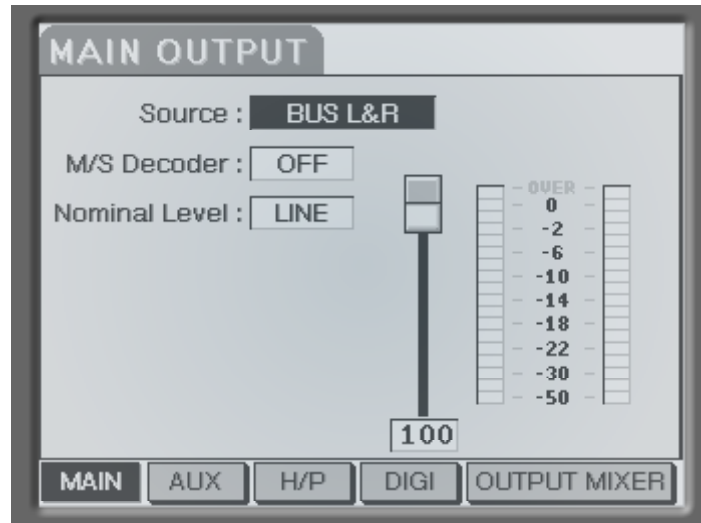 MAIN OUTPUT
Source : BUS L&R
M/S Decoder : OFF
Nominal Level : LINE
OVER
0
-2
-6
-10
-14
-18
-22
-30
-50
100
MAIN AUX H/P DIGI OUTPUT MIXER